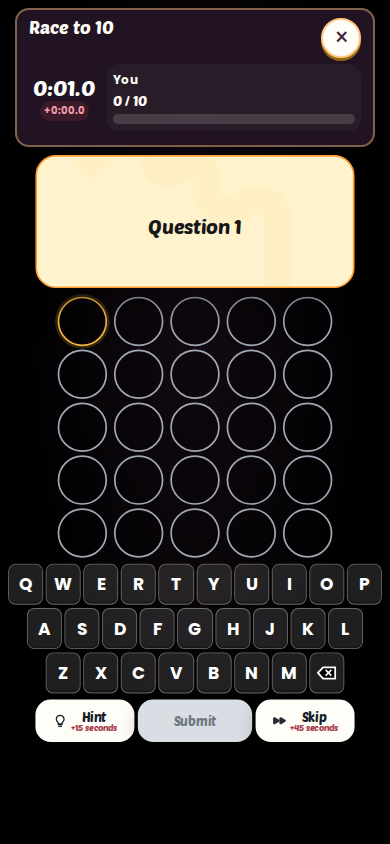 Race to 10
×
0:01.0
+0:00.0
You
0 / 10
Question 1
Q W E R T Y U I O P
A S D F G H J K L
Z X C V B N M
Hint
+15 seconds
Submit
Skip
+45 seconds